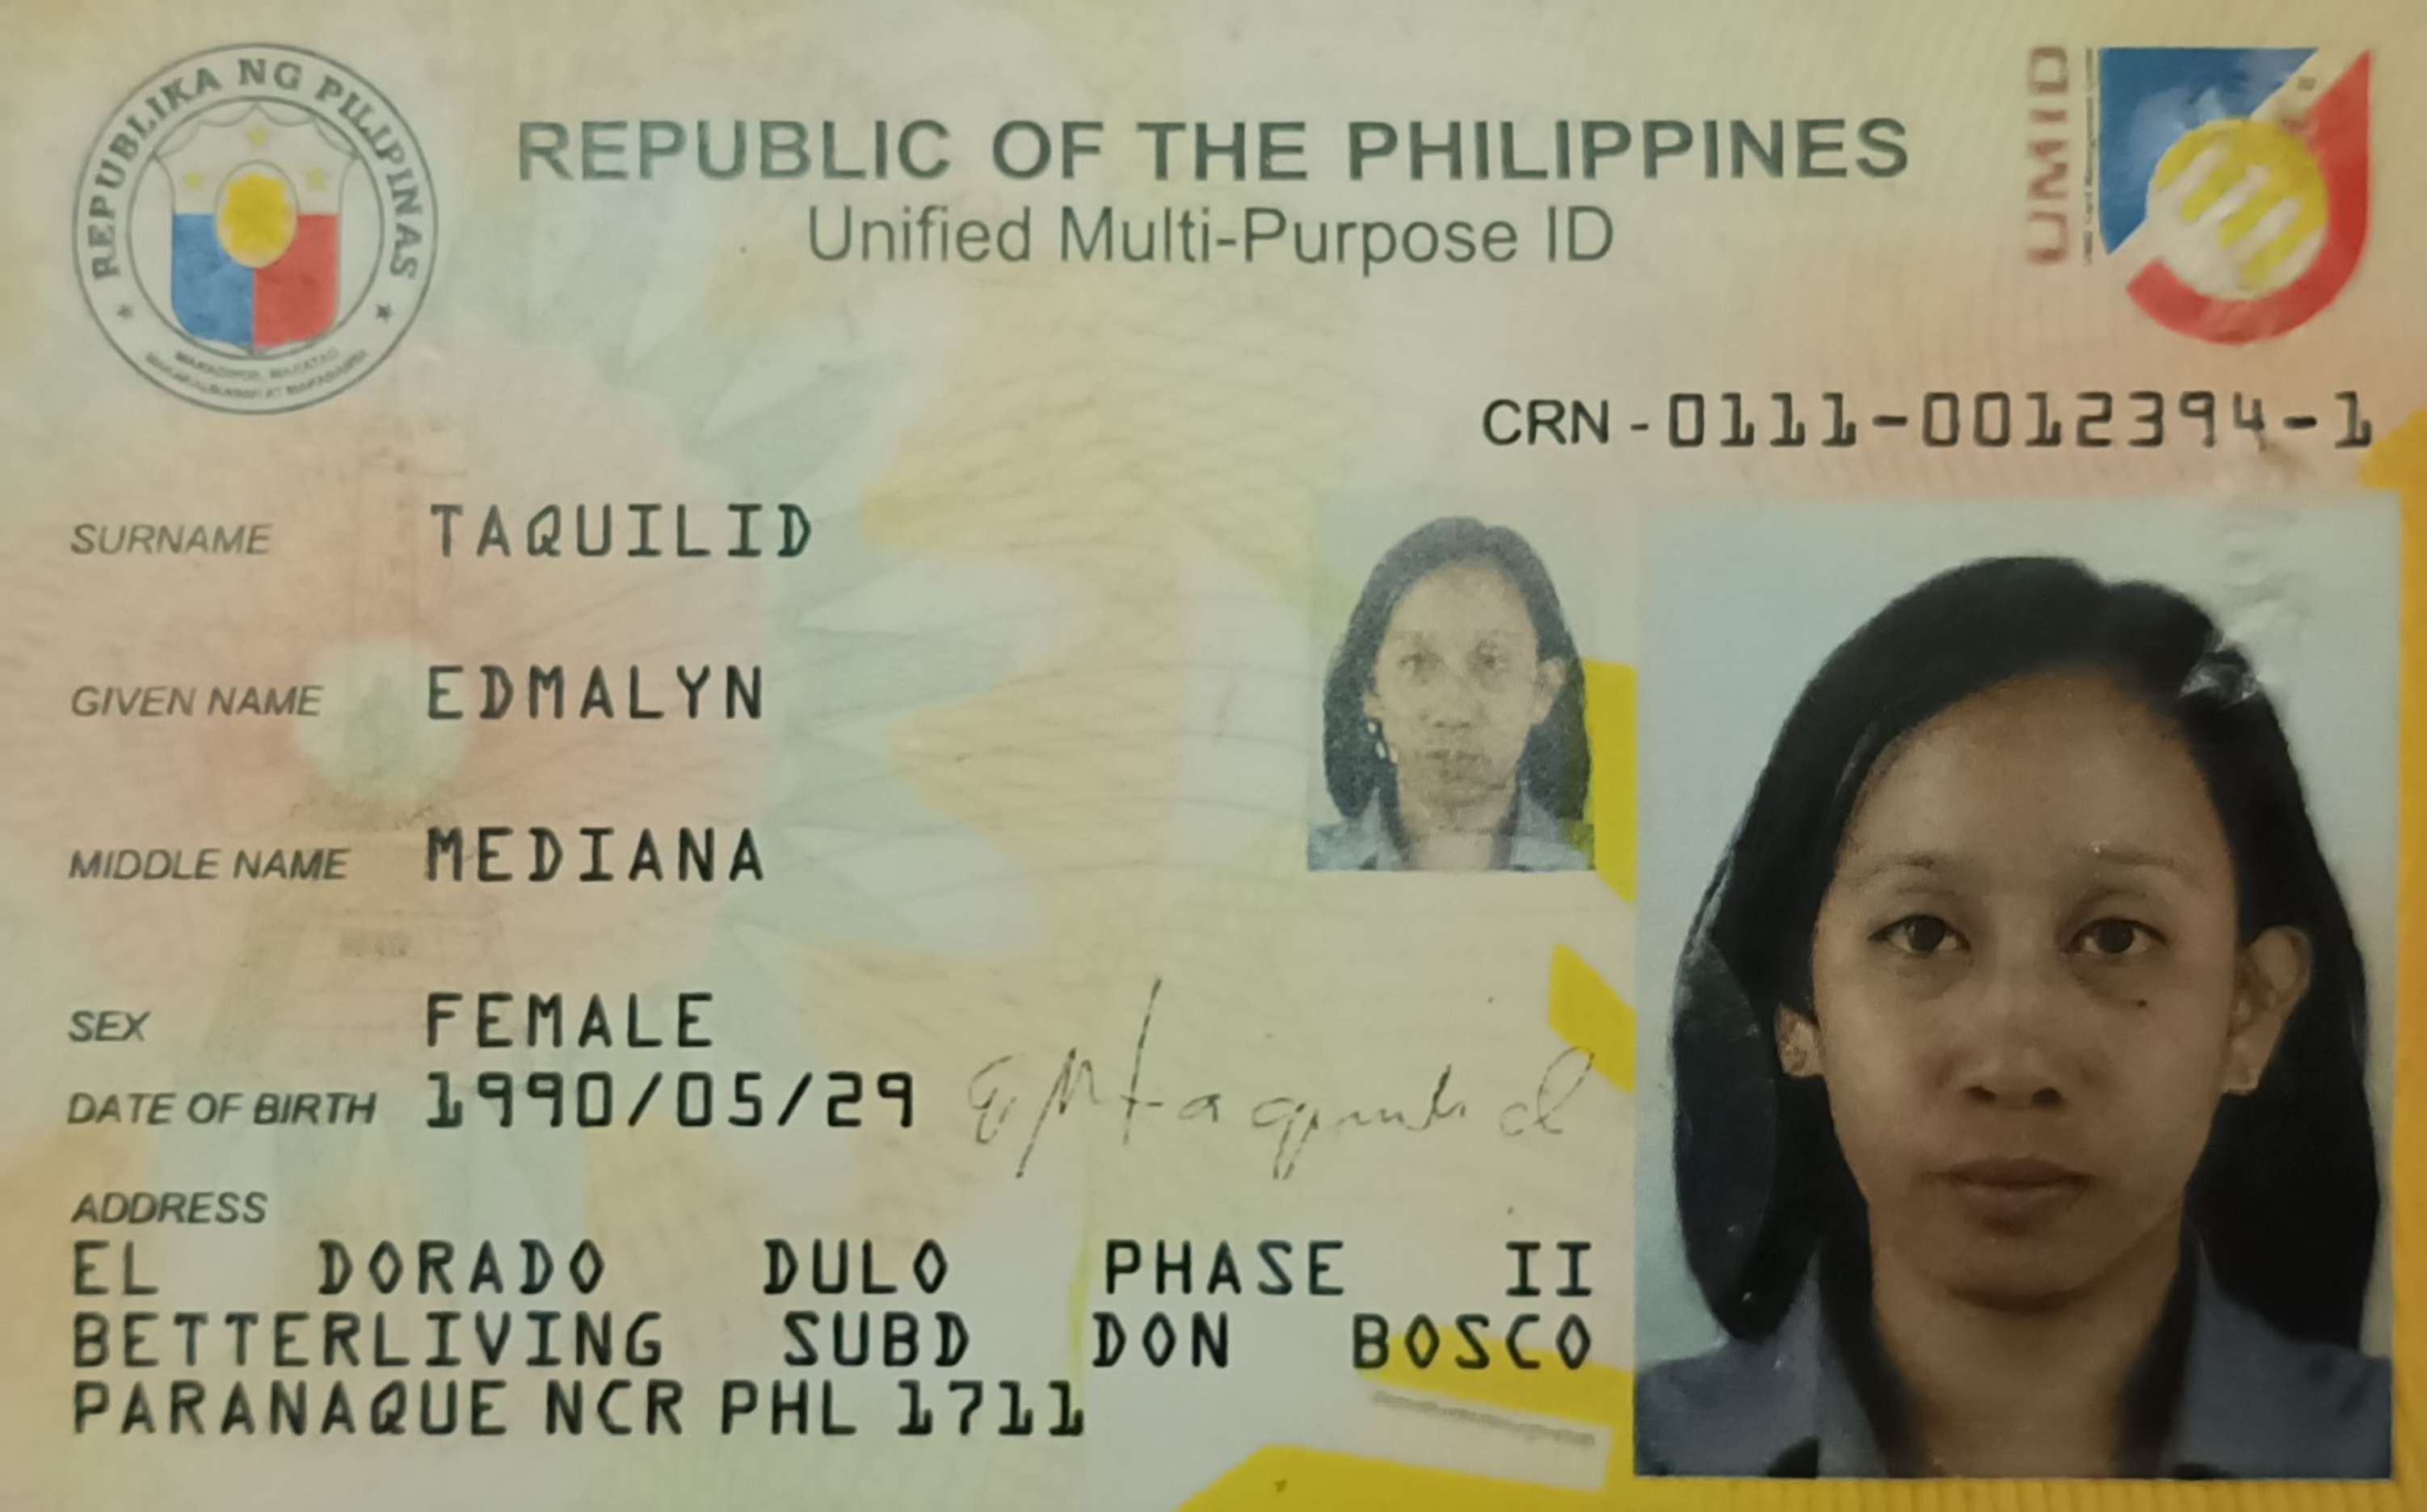 REPUBLIKA NG PILIPINAS
REPUBLIC OF THE PHILIPPINES
Unified Multi-Purpose ID
UMID
CRN - 0111-0012394-1
SURNAME TAQUILID
GIVEN NAME EDMALYN
MIDDLE NAME MEDIANA
SEX FEMALE
DATE OF BIRTH 1990/05/29
ADDRESS
EL DORADO DULO PHASE II
BETTERLIVING SUBD DON BOSCO
PARANAQUE NCR PHL 1711